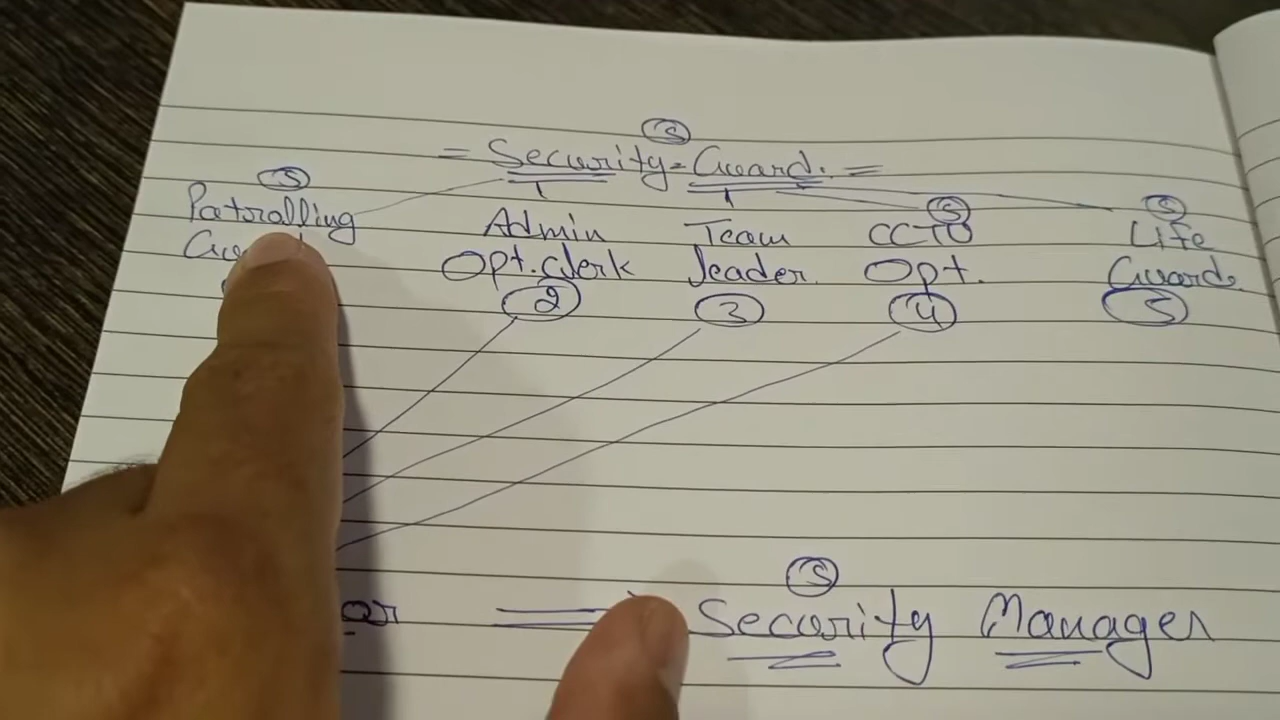 (S)
= Security = Guard. =
(S) (S) (S)
Patrolling Admin Team CCTV Life
Opt. Clerk Leader. Opt. Guard.
(2) (3) (4) (5)
(S)
Security Manager